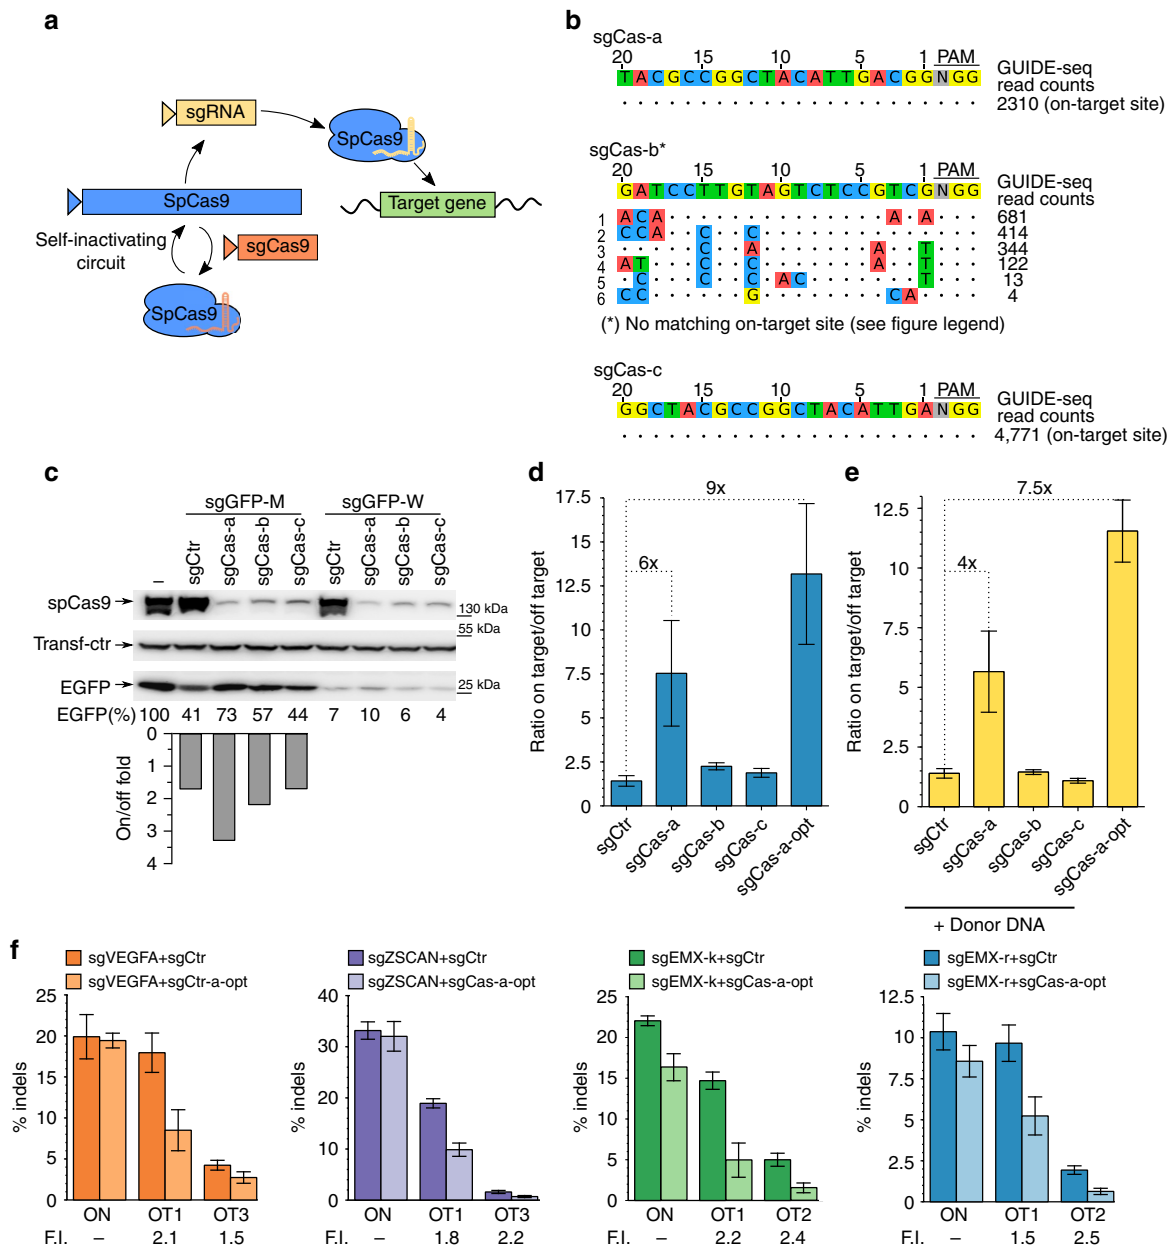 a
sgRNA
SpCas9
SpCas9
Target gene
Self-inactivating
circuit
sgCas9
SpCas9
b
sgCas-a
20 15 10 5 1 PAM
T A C G C C G G C T A C A T T G A C G G N G G
GUIDE-seq
read counts
2310 (on-target site)
sgCas-b*
20 15 10 5 1 PAM
G A T C C T T G T A G T C T C C G T C G N G G
GUIDE-seq
read counts
1 A C A A A 681
2 C C A C C 414
3 C A A T 344
4 A T C C A T 122
5 C C C A C T 13
6 C C G C A 4
(*) No matching on-target site (see figure legend)
sgCas-c
20 15 10 5 1 PAM
G G C T A C G C C G G C T A C A T T G A N G G
GUIDE-seq
read counts
4,771 (on-target site)
c
sgGFP-M sgGFP-W
– sgCtr sgCas-a sgCas-b sgCas-c sgCtr sgCas-a sgCas-b sgCas-c
spCas9
130 kDa
55 kDa
Transf-ctr
EGFP
25 kDa
EGFP(%) 100 41 73 57 44 7 10 6 4
On/off fold
0
1
2
3
4
d
Ratio on target/off target
17.5
15
12.5
10
7.5
5
2.5
0
9x
6x
sgCtr sgCas-a sgCas-b sgCas-c sgCas-a-opt
e
Ratio on target/off target
12.5
10
7.5
5
2.5
0
7.5x
4x
sgCtr sgCas-a sgCas-b sgCas-c sgCas-a-opt
+ Donor DNA
f
sgVEGFA+sgCtr
sgVEGFA+sgCtr-a-opt
% indels
25
20
15
10
5
0
ON OT1 OT3
F.I. – 2.1 1.5
sgZSCAN+sgCtr
sgZSCAN+sgCas-a-opt
% indels
40
30
20
10
0
ON OT1 OT3
F.I. – 1.8 2.2
sgEMX-k+sgCtr
sgEMX-k+sgCas-a-opt
% indels
25
20
15
10
5
0
ON OT1 OT2
F.I. – 2.2 2.4
sgEMX-r+sgCtr
sgEMX-r+sgCas-a-opt
% indels
12.5
10
7.5
5
2.5
0
ON OT1 OT2
F.I. – 1.5 2.5